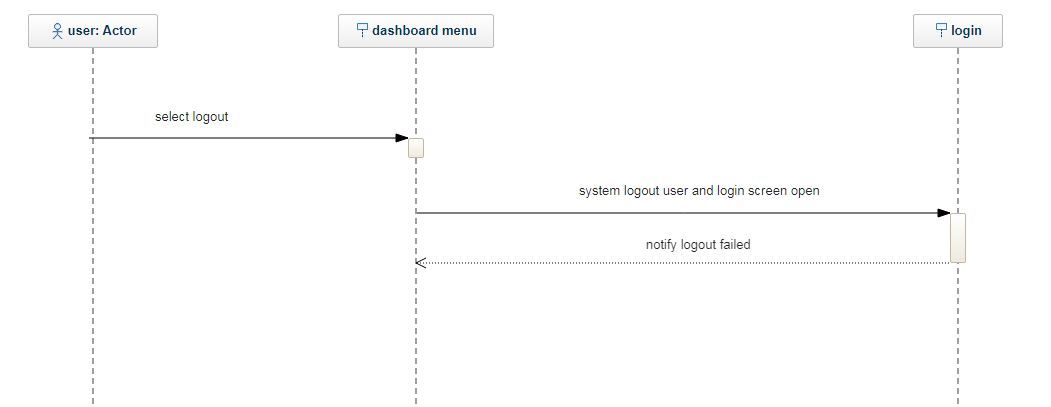 user: Actor
dashboard menu
login
select logout
system logout user and login screen open
notify logout failed